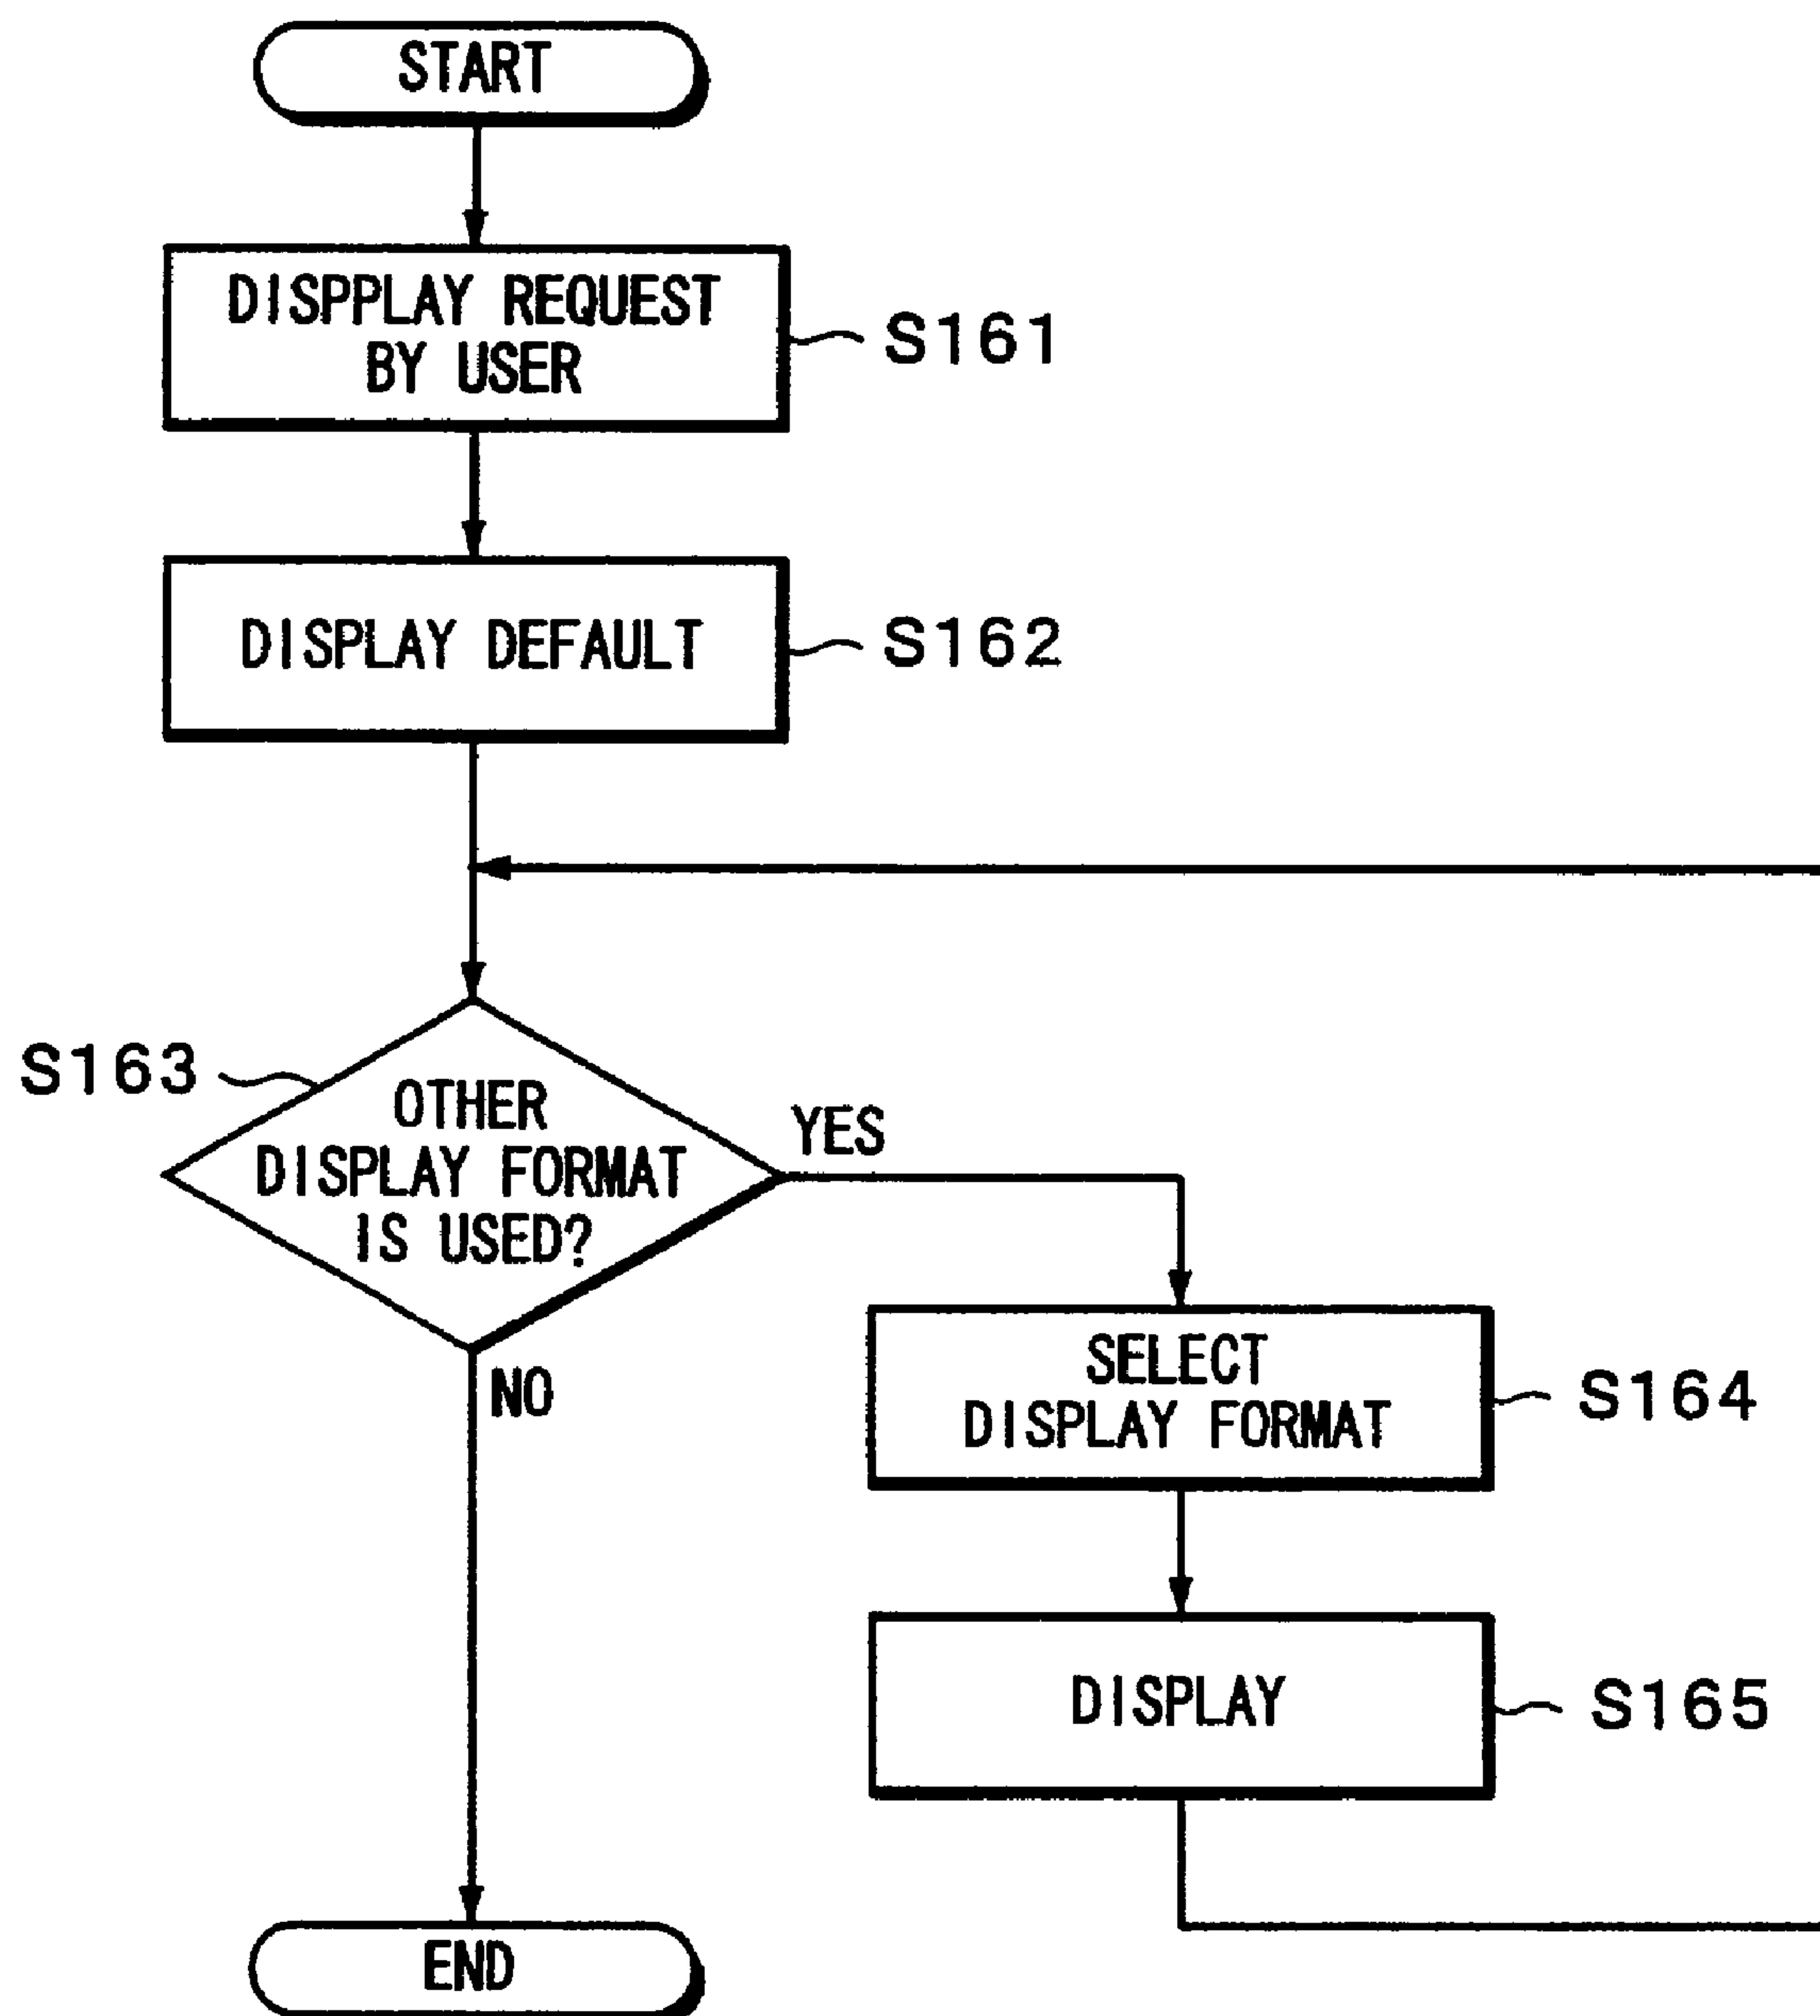 START
DISPPLAY REQUEST
BY USER
S161
DISPLAY DEFAULT
S162
S163
OTHER
DISPLAY FORMAT
IS USED?
YES
NO
SELECT
DISPLAY FORMAT
S164
DISPLAY
S165
END